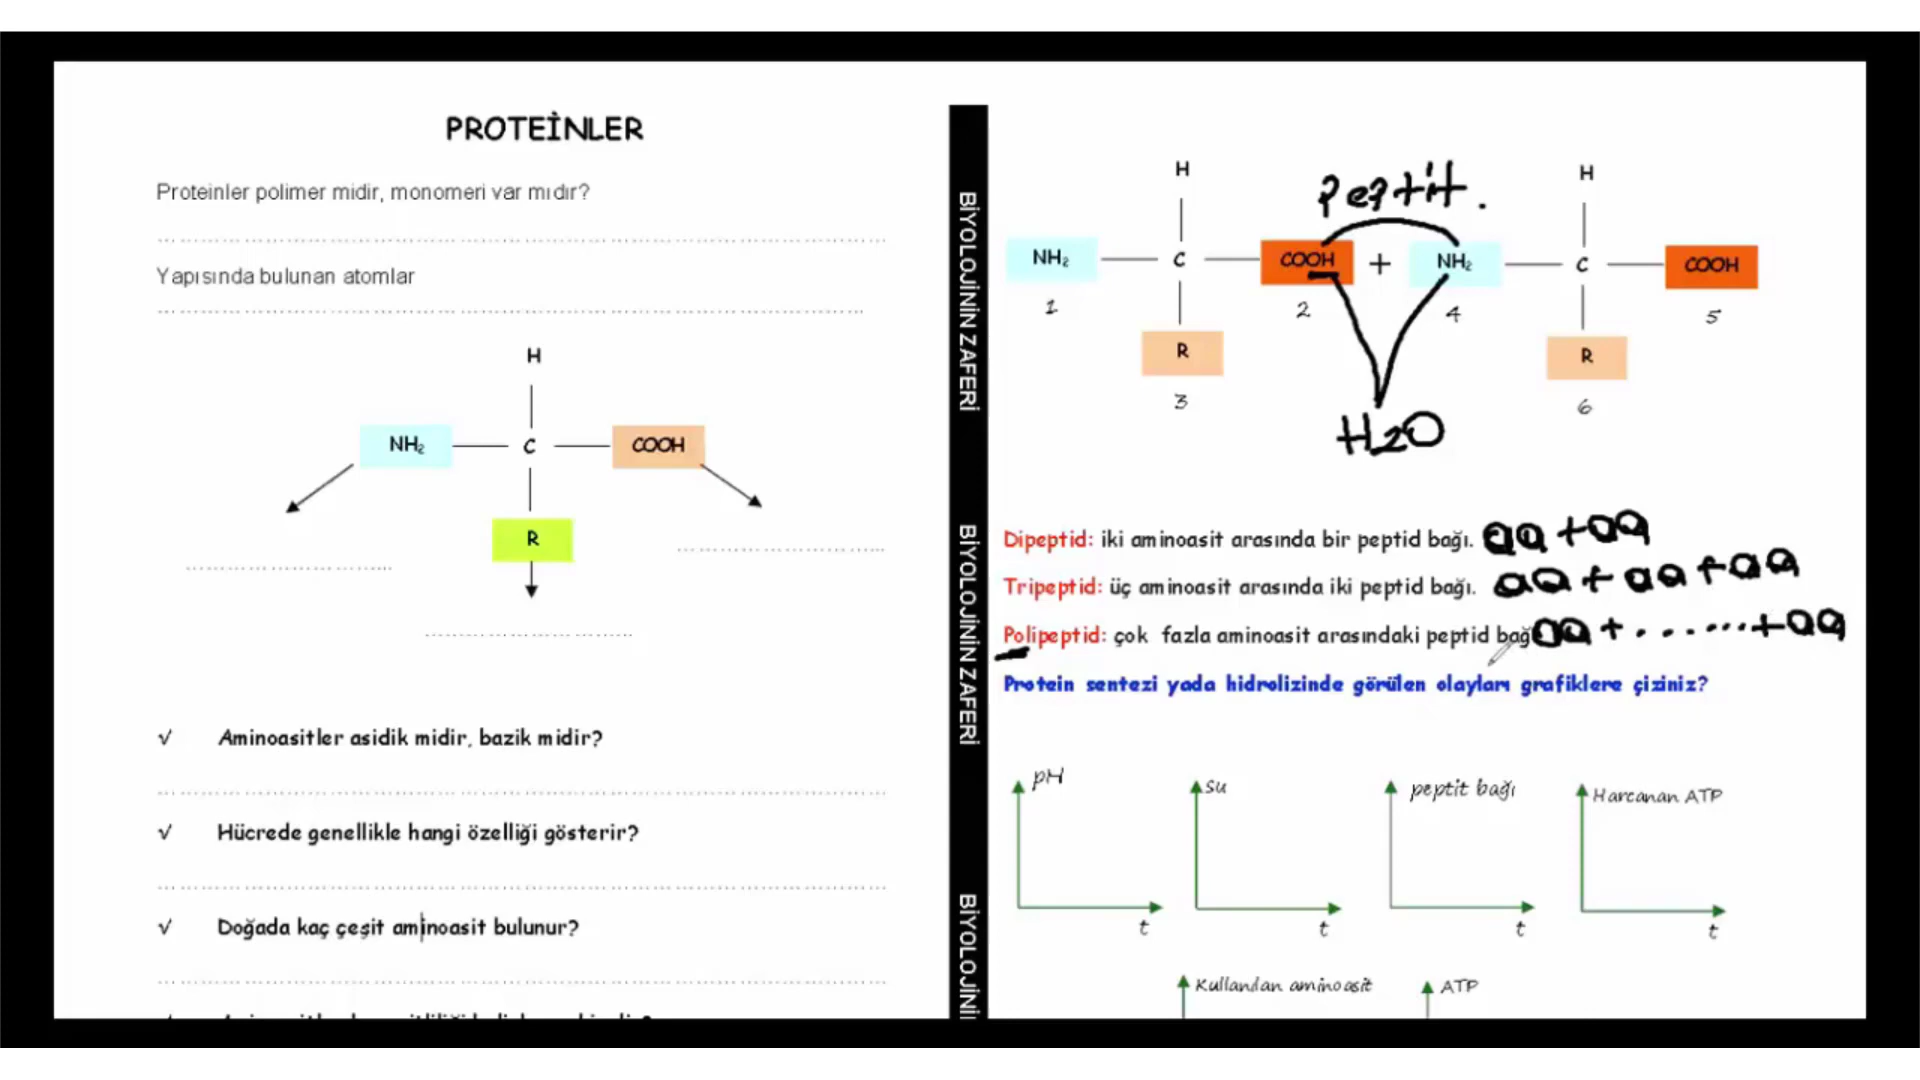 PROTEİNLER
Proteinler polimer midir, monomeri var mıdır?
Yapısında bulunan atomlar
H
NH₂ C COOH
R
√ Aminoasitler asidik midir, bazik midir?
√ Hücrede genellikle hangi özelliği gösterir?
√ Doğada kaç çeşit aminoasit bulunur?
BİYOLOJİNİN ZAFERİ
BİYOLOJİNİN ZAFERİ
BİYOLOJİNİ
H peptit. H
NH₂ C COOH + NH₂ C COOH
1 2 4 5
R R
3 6
H2O
Dipeptid: iki aminoasit arasında bir peptid bağı. aa+aa
Tripeptid: üç aminoasit arasında iki peptid bağı. aa+aa+aa
Polipeptid: çok fazla aminoasit arasındaki peptid bağ aa+......+aa
Protein sentezi yada hidrolizinde görülen olayları grafiklere çiziniz?
pH su peptit bağı Harcanan ATP
t t t t
Kullanılan aminoasit ATP